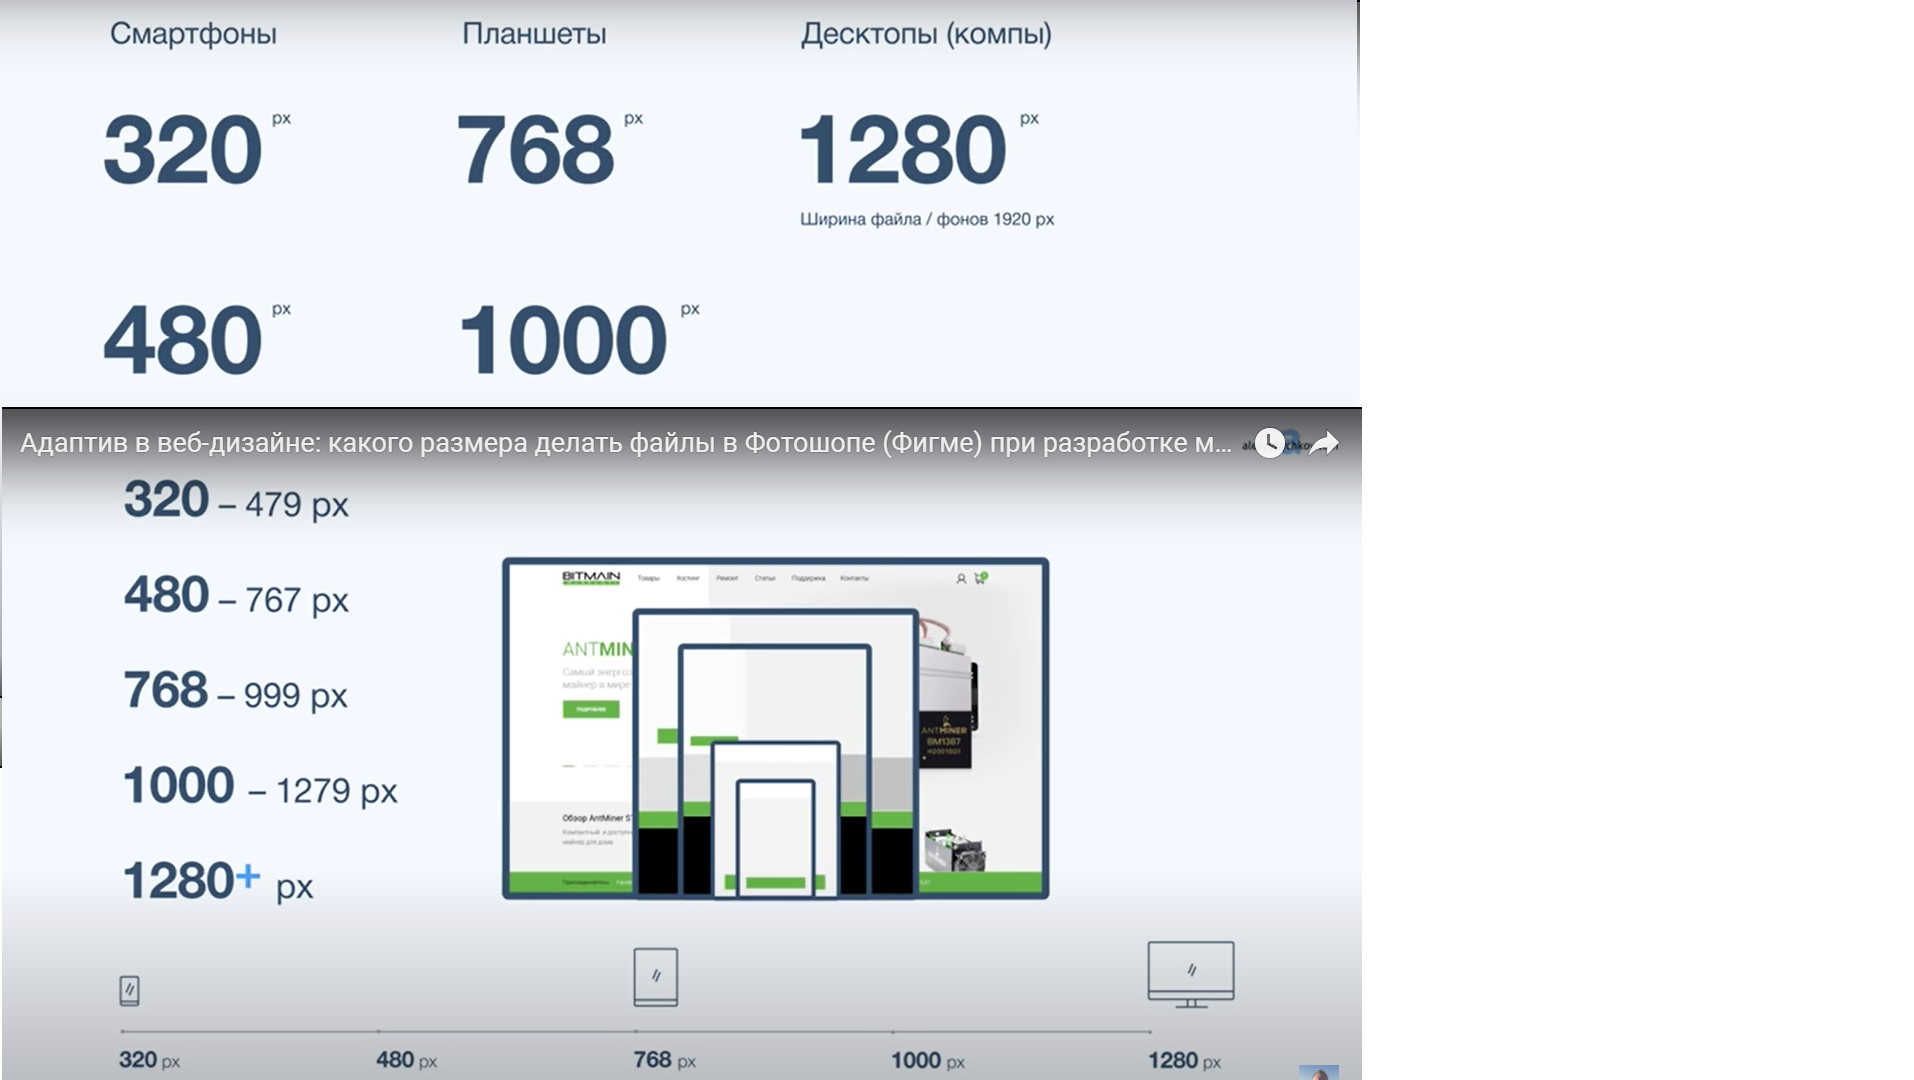 Смартфоны Планшеты Десктопы (компы)
320 px 768 px 1280 px
Ширина файла / фонов 1920 px
480 px 1000 px
Адаптив в веб-дизайне: какого размера делать файлы в Фотошопе (Фигме) при разработке м...
320 – 479 px
480 – 767 px
768 – 999 px
1000 – 1279 px
1280+ px
BITMAIN
Товары Хостинг Ремонт Статьи Поддержка Контакты
ANTMIN
Самый энерго
майнер в мире
ANTMINER
BM1387
Обзор AntMiner S
майнер для дома
320 px 480 px 768 px 1000 px 1280 px